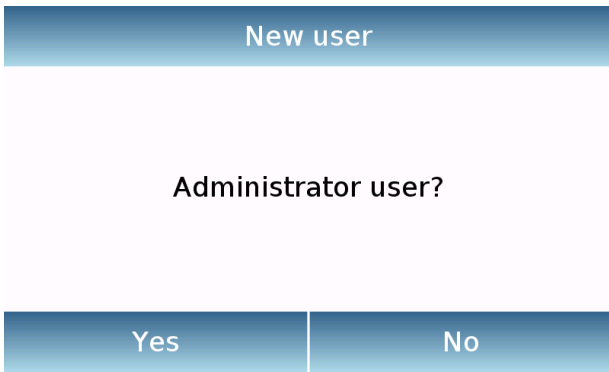 New user
Administrator user?
Yes
No